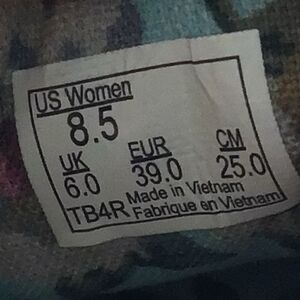 US Women
8.5
UK EUR CM
6.0 39.0 25.0
Made in Vietnam
TB4R Fabrique en Vietnam